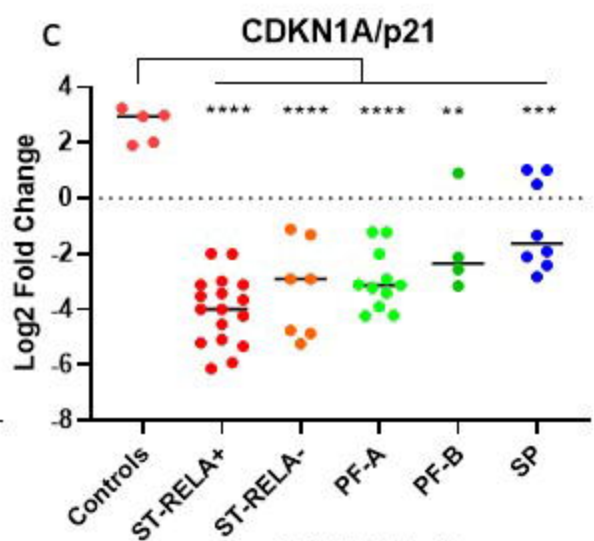 C
CDKN1A/p21
4
2
0
-2
-4
-6
-8
Log2 Fold Change
**** **** **** ** ***
Controls
ST-RELA+
ST-RELA-
PF-A
PF-B
SP